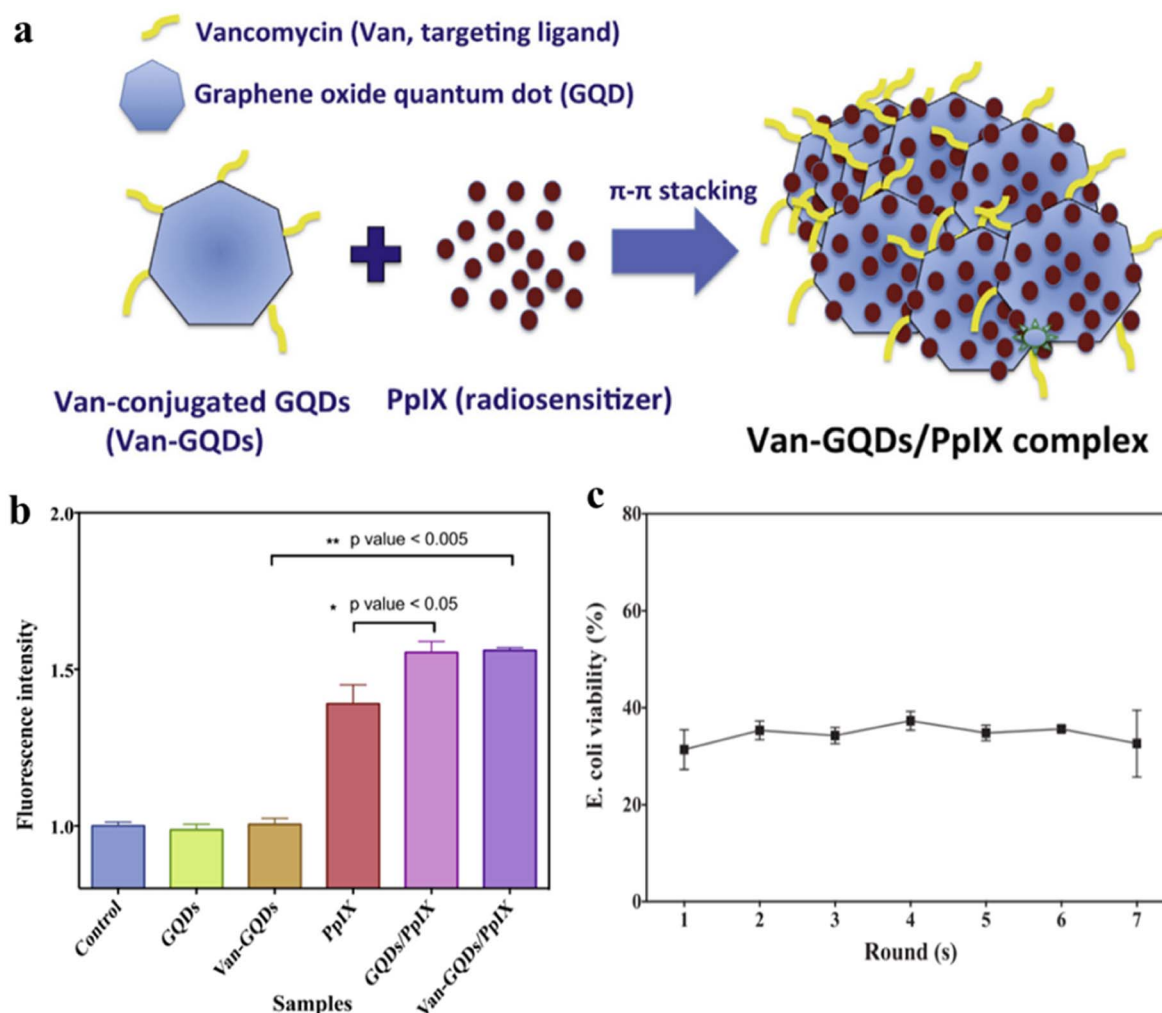 a
Vancomycin (Van, targeting ligand)
Graphene oxide quantum dot (GQD)
π-π stacking
Van-conjugated GQDs
(Van-GQDs)
PpIX (radiosensitizer)
Van-GQDs/PpIX complex
b
2.0
1.5
1.0
Fluorescence intensity
** p value < 0.005
* p value < 0.05
Control
GQDs
Van-GQDs
PpIX
GQDs/PpIX
Van-GQDs/PpIX
Samples
c
80
60
40
20
0
E. coli viability (%)
1 2 3 4 5 6 7
Round (s)